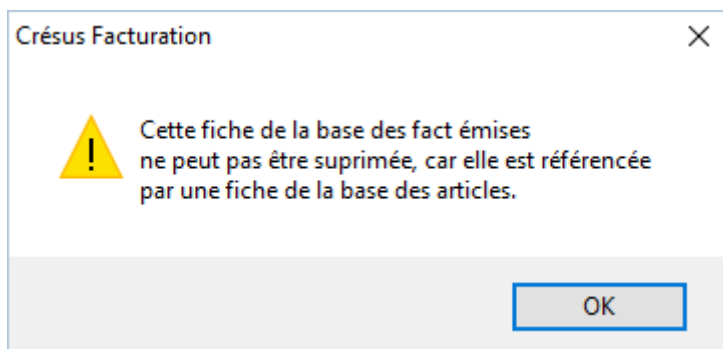 Crésus Facturation
Cette fiche de la base des fact émises
ne peut pas être suprimée, car elle est référencée
par une fiche de la base des articles.
OK